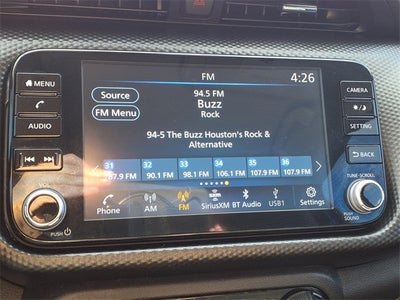 FM
4:26
MENU
CAMERA
Source
94.5 FM
Buzz
Rock
FM Menu
AUDIO
SETTING
94-5 The Buzz Houston's Rock &
Alternative
BACK
31 32 33 34 35 36
97.9 FM 90.1 FM 98.1 FM 106.1 FM 107.9 FM 107.9 FM
TUNE·SCROLL
Phone AM FM SiriusXM BT Audio USB1 Settings
PUSH
PUSH
SOUND